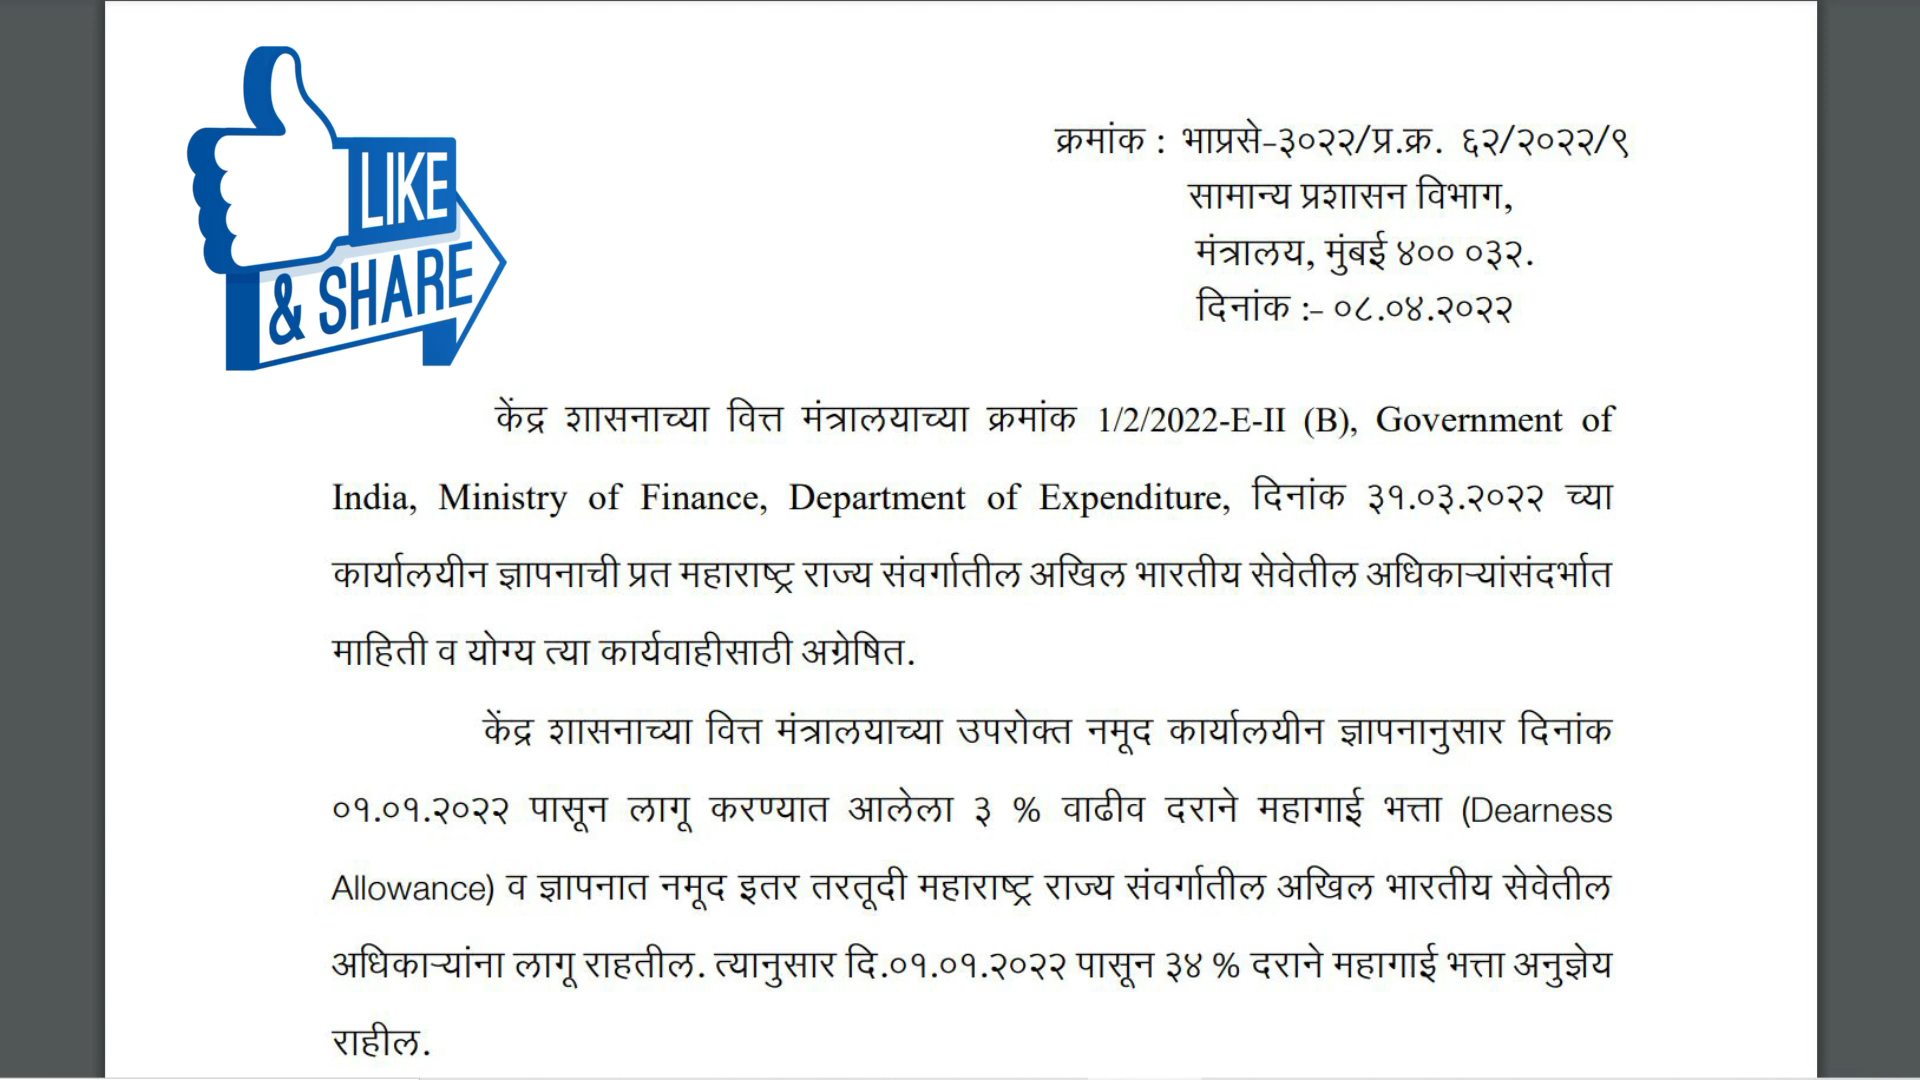 LIKE
& SHARE
क्रमांक : भाप्रसे-३०२२/प्र.क्र. ६२/२०२२/९
सामान्य प्रशासन विभाग,
मंत्रालय, मुंबई ४०० ०३२.
दिनांक :- ०८.०४.२०२२
केंद्र शासनाच्या वित्त मंत्रालयाच्या क्रमांक 1/2/2022-E-II (B), Government of
India, Ministry of Finance, Department of Expenditure, दिनांक ३१.०३.२०२२ च्या
कार्यालयीन ज्ञापनाची प्रत महाराष्ट्र राज्य संवर्गातील अखिल भारतीय सेवेतील अधिकाऱ्यांसंदर्भात
माहिती व योग्य त्या कार्यवाहीसाठी अग्रेषित.
केंद्र शासनाच्या वित्त मंत्रालयाच्या उपरोक्त नमूद कार्यालयीन ज्ञापनानुसार दिनांक
०१.०१.२०२२ पासून लागू करण्यात आलेला ३ % वाढीव दराने महागाई भत्ता (Dearness
Allowance) व ज्ञापनात नमूद इतर तरतूदी महाराष्ट्र राज्य संवर्गातील अखिल भारतीय सेवेतील
अधिकाऱ्यांना लागू राहतील. त्यानुसार दि.०१.०१.२०२२ पासून ३४ % दराने महागाई भत्ता अनुज्ञेय
राहील.